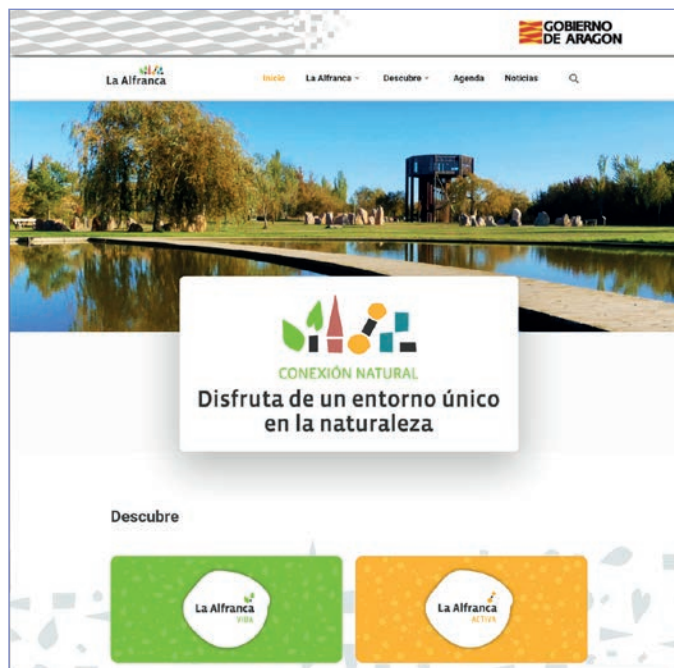 GOBIERNO
DE ARAGON
La Alfranca
Inicio La Alfranca Descubre Agenda Noticias
CONEXIÓN NATURAL
Disfruta de un entorno único
en la naturaleza
Descubre
La Alfranca
VIDA
La Alfranca
ACTIVA